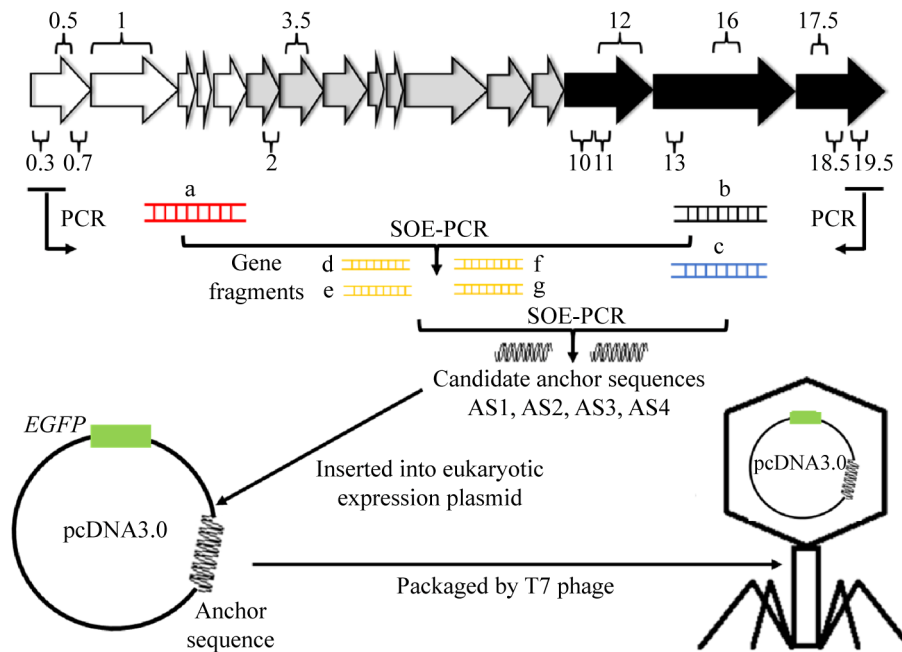 0.5 1 3.5 12 16 17.5
0.3 0.7 2 10 11 13 18.5 19.5
a b
PCR SOE-PCR PCR
c
Gene fragments
d f
e g
SOE-PCR
Candidate anchor sequences
AS1, AS2, AS3, AS4
EGFP
Inserted into eukaryotic
expression plasmid
pcDNA3.0
pcDNA3.0
Packaged by T7 phage
Anchor
sequence